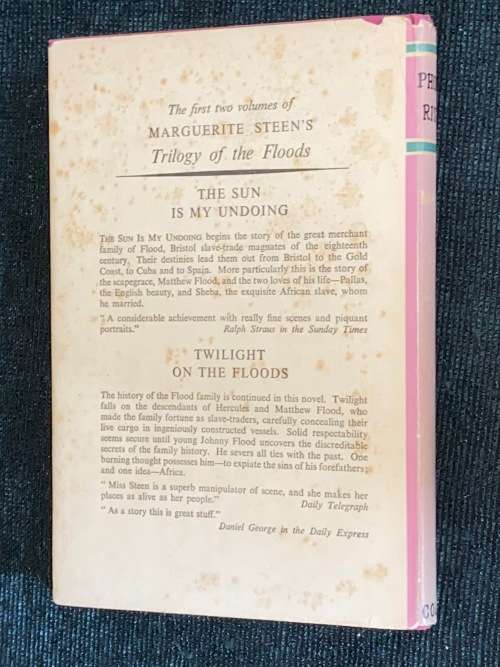 The first two volumes of
MARGUERITE STEEN'S
Trilogy of the Floods
THE SUN
IS MY UNDOING
THE SUN IS MY UNDOING begins the story of the great merchant
family of Flood, Bristol slave-trade magnates of the eighteenth
century. Their destinies lead them out from Bristol to the Gold
Coast, to Cuba and to Spain. More particularly this is the story of
the scapegrace, Matthew Flood, and the two loves of his life—Pallas,
the English beauty, and Sheba, the exquisite African slave, whom
he married.
"A considerable achievement with really fine scenes and piquant
portraits." Ralph Straus in the Sunday Times
TWILIGHT
ON THE FLOODS
The history of the Flood family is continued in this novel. Twilight
falls on the descendants of Hercules and Matthew Flood, who
made the family fortune as slave-traders, carefully concealing their
live cargo in ingeniously constructed vessels. Solid respectability
seems secure until young Johnny Flood uncovers the discreditable
secrets of the family history. He severs all ties with the past. One
burning thought possesses him—to expiate the sins of his forefathers;
and one idea—Africa.
"Miss Steen is a superb manipulator of scene, and she makes her
places as alive as her people." Daily Telegraph
"As a story this is great stuff."
Daniel George in the Daily Express